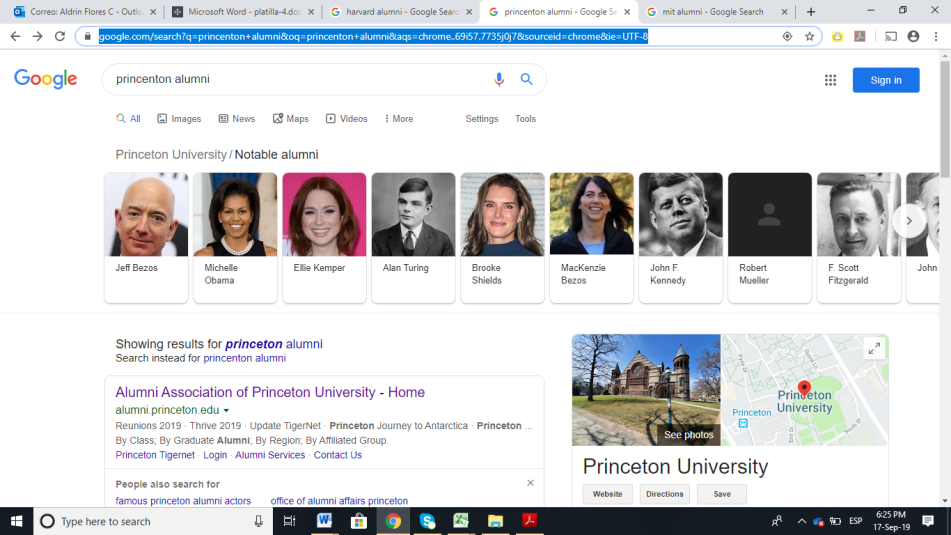 Correo: Aldrin Flores C - Outlo
Microsoft Word - platilla-4.doc
harvard alumni - Google Search
princenton alumni - Google Se
mit alumni - Google Search
google.com/search?q=princenton+alumni&oq=princenton+alumni&aqs=chrome..69i57.7735j0j7&sourceid=chrome&ie=UTF-8
Google
princenton alumni
Sign in
All Images News Maps Videos More Settings Tools
Princeton University / Notable alumni
Jeff Bezos
Michelle
Obama
Ellie Kemper
Alan Turing
Brooke
Shields
MacKenzie
Bezos
John F.
Kennedy
Robert
Mueller
F. Scott
Fitzgerald
John
Showing results for princeton alumni
Search instead for princenton alumni
Alumni Association of Princeton University - Home
alumni.princeton.edu
Reunions 2019 · Thrive 2019 · Update TigerNet · Princeton Journey to Antarctica · Princeton ...
By Class; By Graduate Alumni; By Region; By Affiliated Group.
Princeton Tigernet · Login · Alumni Services · Contact Us
People also search for
famous princeton alumni actors office of alumni affairs princeton
See photos
Princeton
Princeton
University
Princeton University
Website Directions Save
Type here to search
ESP
6:25 PM
17-Sep-19